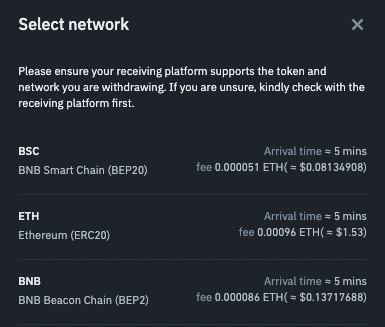 Select network
Please ensure your receiving platform supports the token and
network you are withdrawing. If you are unsure, kindly check with the
receiving platform first.
BSC Arrival time ≈ 5 mins
BNB Smart Chain (BEP20) fee 0.000051 ETH( ≈ $0.08134908)
ETH Arrival time ≈ 5 mins
Ethereum (ERC20) fee 0.00096 ETH( ≈ $1.53)
BNB Arrival time ≈ 5 mins
BNB Beacon Chain (BEP2) fee 0.000086 ETH( ≈ $0.13717688)